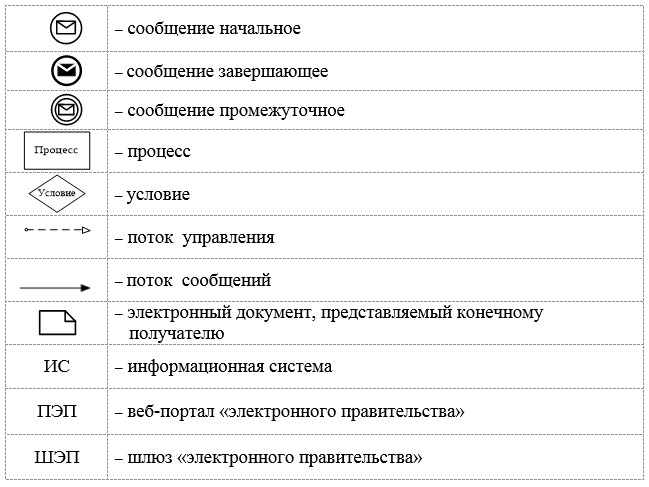 – сообщение начальное
– сообщение завершающее
– сообщение промежуточное
Процесс – процесс
Условие – условие
– поток управления
– поток сообщений
– электронный документ, представляемый конечному
получателю
ИС – информационная система
ПЭП – веб-портал «электронного правительства»
ШЭП – шлюз «электронного правительства»